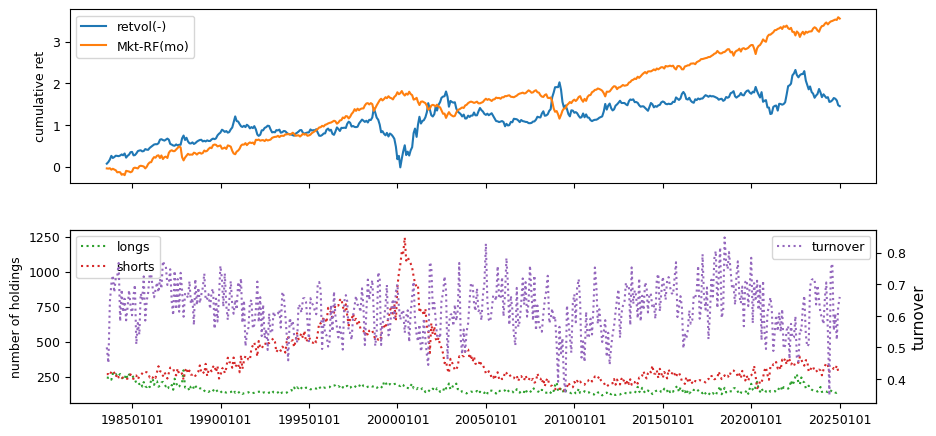 cumulative ret
3
2
1
0
retvol(-)
Mkt-RF(mo)
number of holdings
1250
1000
750
500
250
longs
shorts
turnover
0.8
0.7
0.6
0.5
0.4
turnover
19850101
19900101
19950101
20000101
20050101
20100101
20150101
20200101
20250101